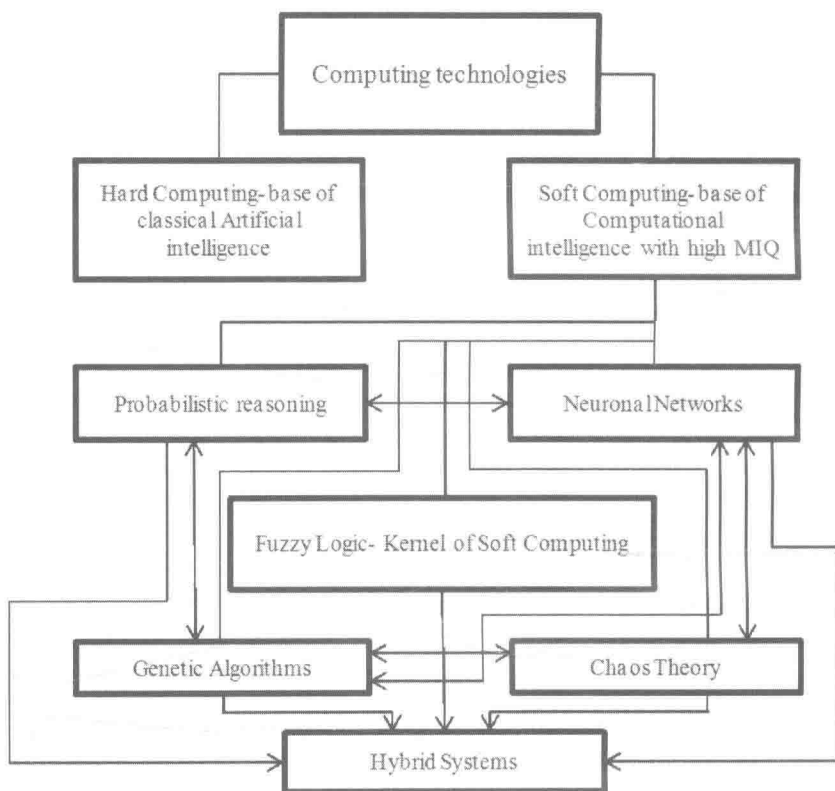 Computing technologies
Hard Computing- base of
classical Artificial
intelligence
Soft Computing- base of
Computational
intelligence with high MIQ
Probabilistic reasoning
Neuronal Networks
Fuzzy Logic- Kernel of Soft Computing
Genetic Algorithms
Chaos Theory
Hybrid Systems